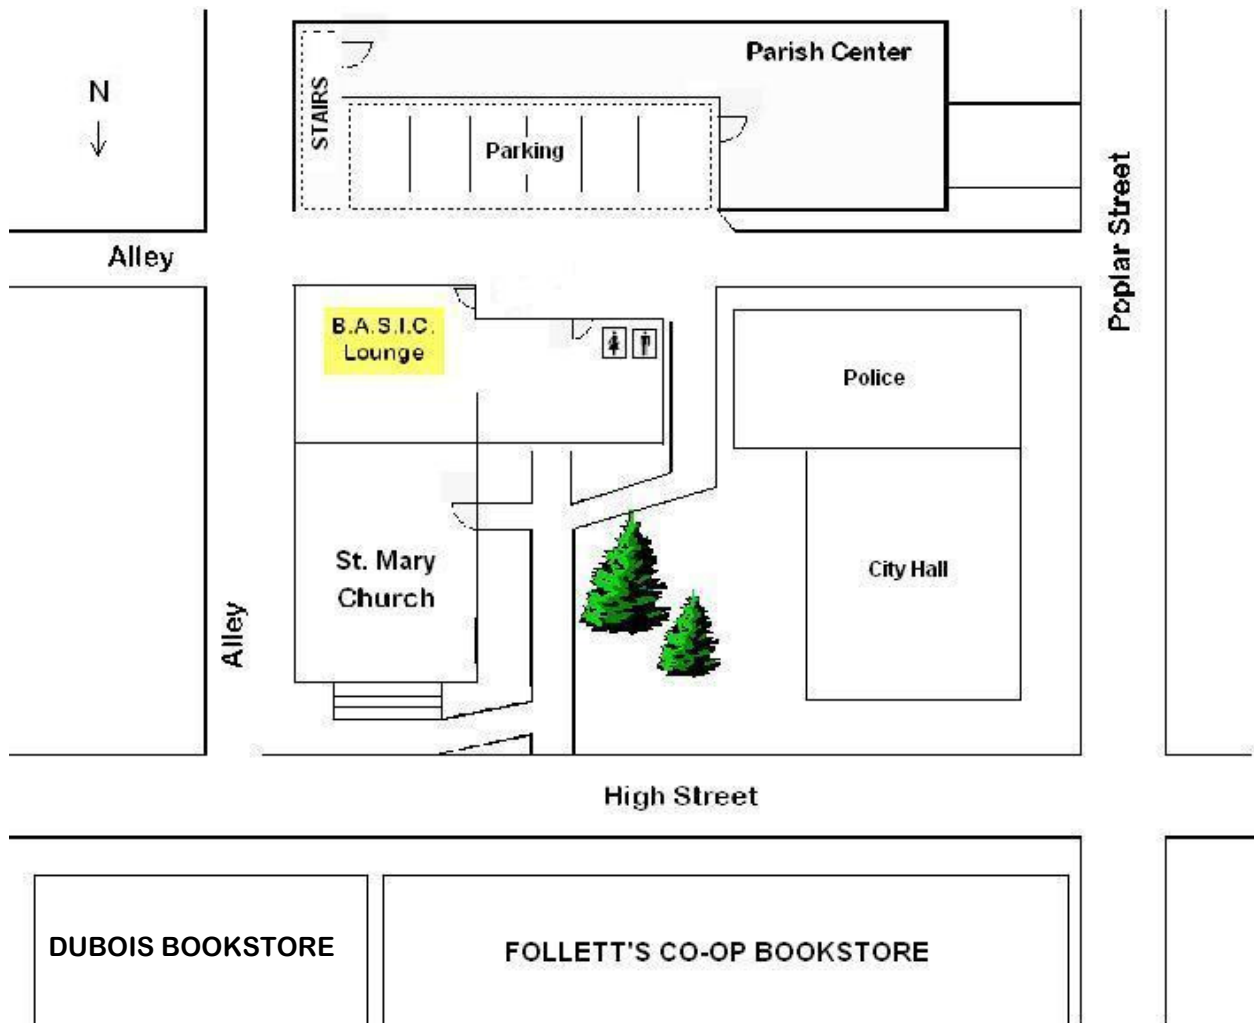 Parish Center
N
STAIRS
Parking
Poplar Street
Alley
B.A.S.I.C.
Lounge
Police
St. Mary
Church
City Hall
Alley
High Street
DUBOIS BOOKSTORE
FOLLETT'S CO-OP BOOKSTORE